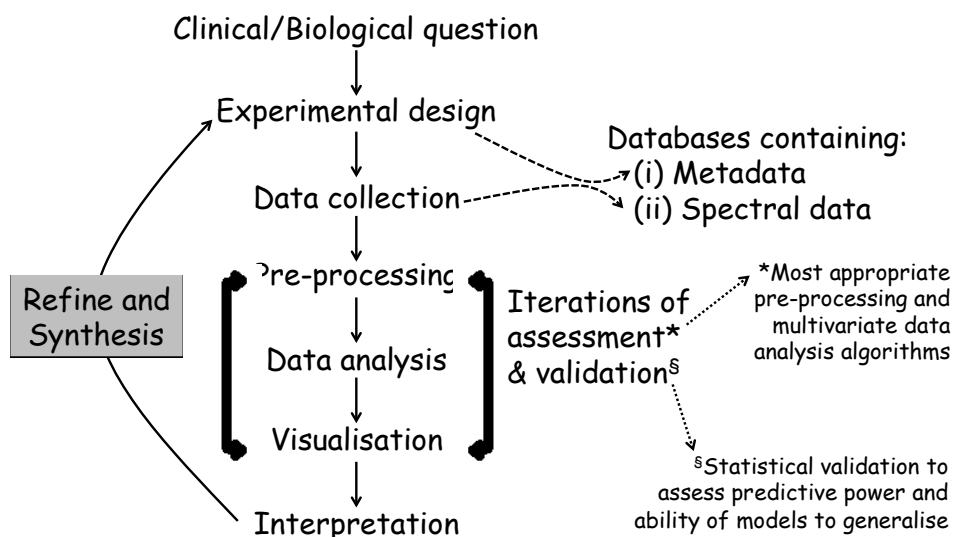 Clinical/Biological question
Experimental design
Databases containing:
(i) Metadata
(ii) Spectral data
Data collection
Pre-processing
Refine and
Synthesis
Iterations of
assessment*
& validation§
*Most appropriate
pre-processing and
multivariate data
analysis algorithms
Data analysis
Visualisation
§Statistical validation to
assess predictive power and
ability of models to generalise
Interpretation